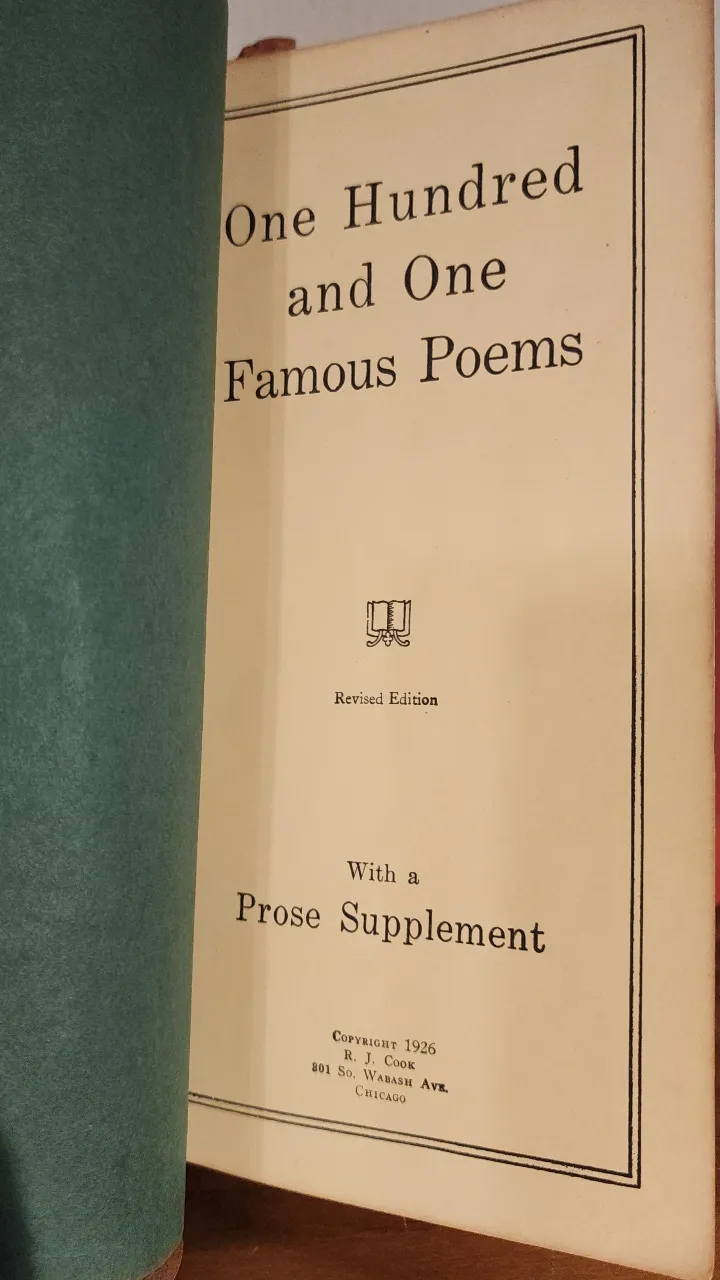 One Hundred
and One
Famous Poems
Revised Edition
With a
Prose Supplement
Copyright 1926
R. J. Cook
801 So. Wabash Ave.
Chicago